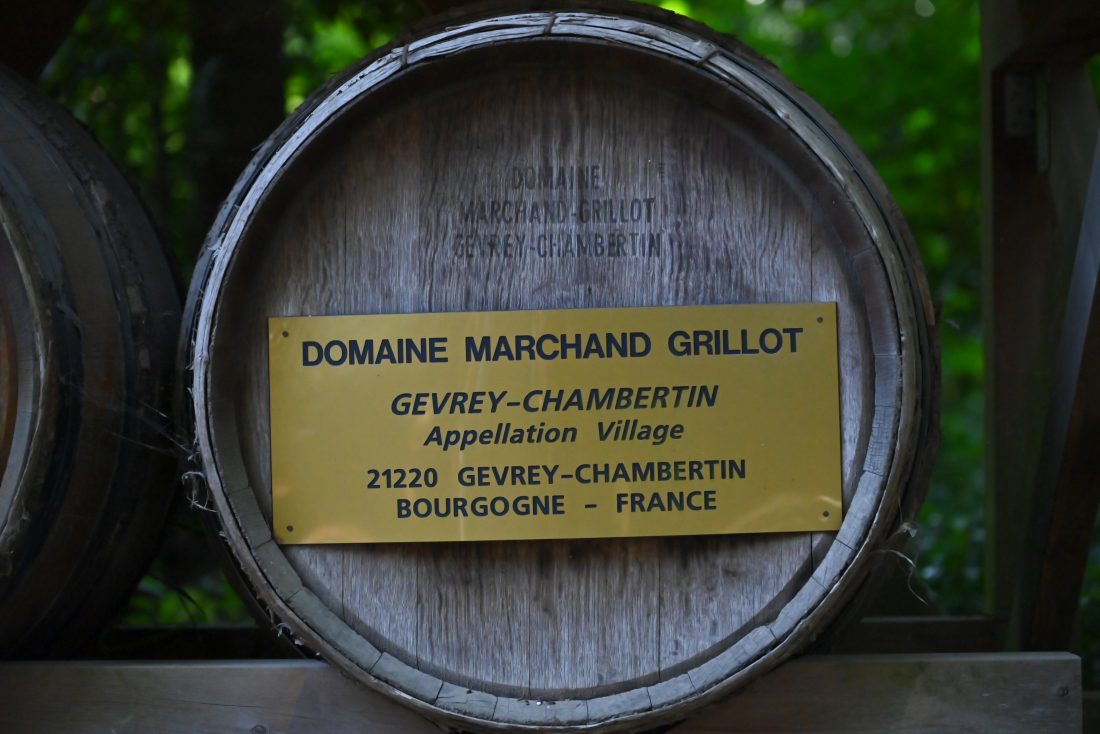 DOMAINE
MARCHAND-GRILLOT
GEVREY-CHAMBERTIN
DOMAINE MARCHAND GRILLOT
GEVREY-CHAMBERTIN
Appellation Village
21220 GEVREY-CHAMBERTIN
BOURGOGNE - FRANCE